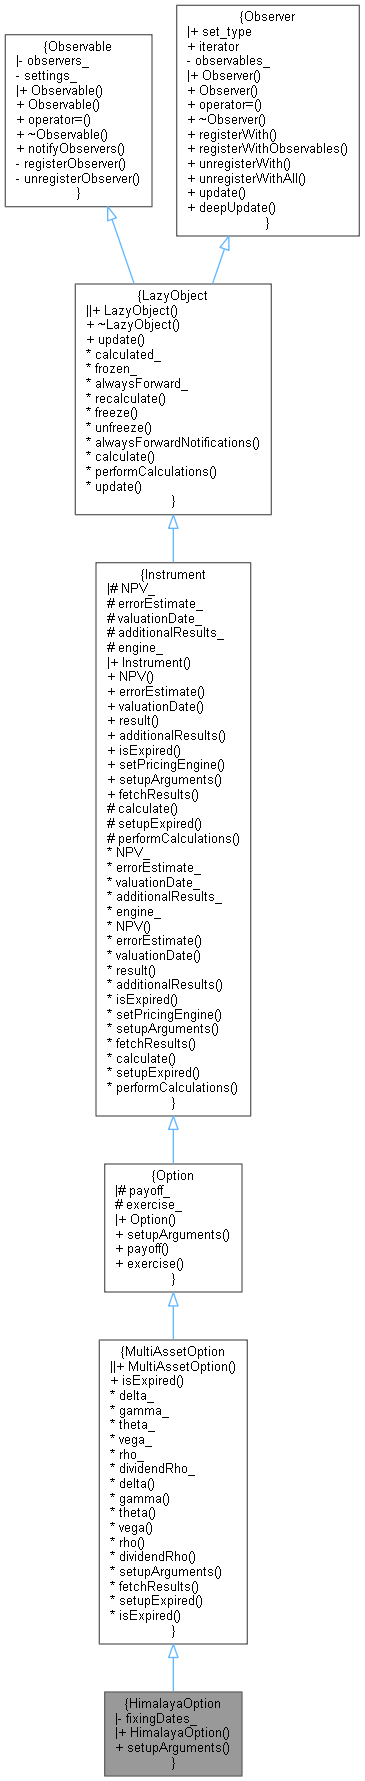 {Observable
|- observers_
- settings_
|+ Observable()
+ Observable()
+ operator=()
+ ~Observable()
+ notifyObservers()
- registerObserver()
- unregisterObserver()
}
{Observer
|+ set_type
+ iterator
- observables_
|+ Observer()
+ Observer()
+ operator=()
+ ~Observer()
+ registerWith()
+ registerWithObservables()
+ unregisterWith()
+ unregisterWithAll()
+ update()
+ deepUpdate()
}
{LazyObject
||+ LazyObject()
+ ~LazyObject()
+ update()
* calculated_
* frozen_
* alwaysForward_
* recalculate()
* freeze()
* unfreeze()
* alwaysForwardNotifications()
* calculate()
* performCalculations()
* update()
}
{Instrument
|# NPV_
# errorEstimate_
# valuationDate_
# additionalResults_
# engine_
|+ Instrument()
+ NPV()
+ errorEstimate()
+ valuationDate()
+ result()
+ additionalResults()
+ isExpired()
+ setPricingEngine()
+ setupArguments()
+ fetchResults()
# calculate()
# setupExpired()
# performCalculations()
* NPV_
* errorEstimate_
* valuationDate_
* additionalResults_
* engine_
* NPV()
* errorEstimate()
* valuationDate()
* result()
* additionalResults()
* isExpired()
* setPricingEngine()
* setupArguments()
* fetchResults()
* calculate()
* setupExpired()
* performCalculations()
}
{Option
|# payoff_
# exercise_
|+ Option()
+ setupArguments()
+ payoff()
+ exercise()
}
{MultiAssetOption
||+ MultiAssetOption()
+ isExpired()
* delta_
* gamma_
* theta_
* vega_
* rho_
* dividendRho_
* delta()
* gamma()
* theta()
* vega()
* rho()
* dividendRho()
* setupArguments()
* fetchResults()
* setupExpired()
* isExpired()
}
{HimalayaOption
|- fixingDates_
|+ HimalayaOption()
+ setupArguments()
}